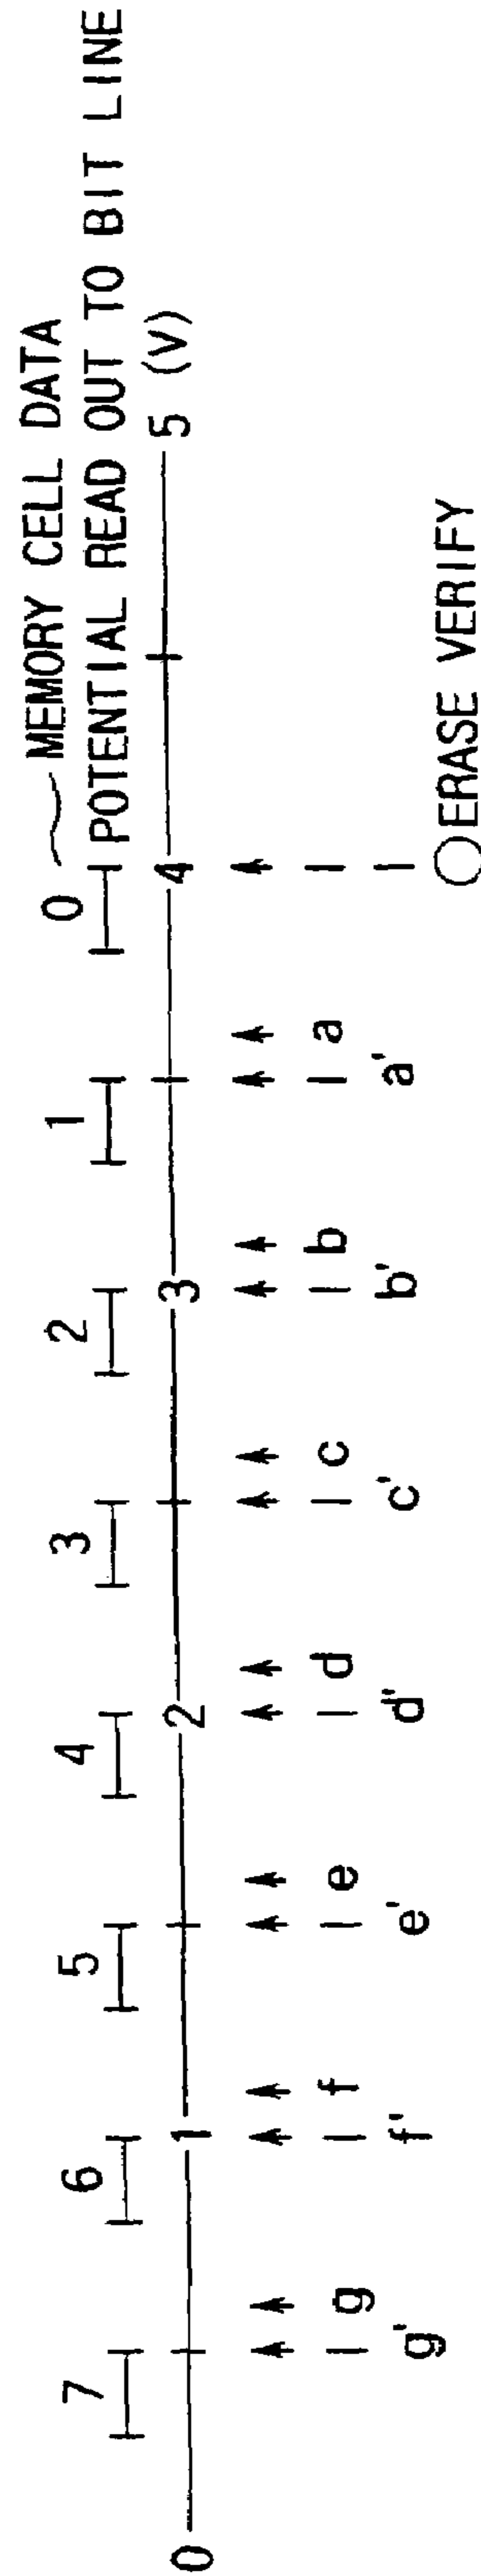 7 6 5 4 3 2 1 0 MEMORY CELL DATA
POTENTIAL READ OUT TO BIT LINE
0 1 2 3 4 5 (V)
g f e d c b a
g' f' e' d' c' b' a'
ERASE VERIFY